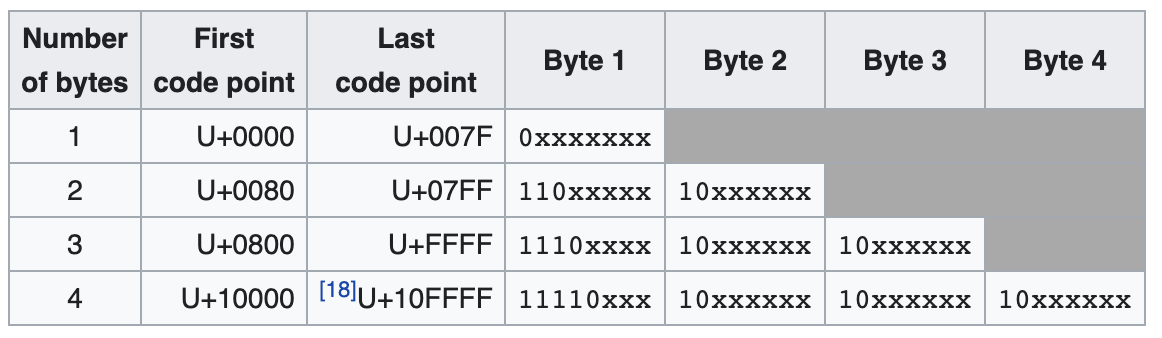 Number of bytes First code point Last code point Byte 1 Byte 2 Byte 3 Byte 4
1 U+0000 U+007F 0xxxxxxx
2 U+0080 U+07FF 110xxxxx 10xxxxxx
3 U+0800 U+FFFF 1110xxxx 10xxxxxx 10xxxxxx
4 U+10000 [18]U+10FFFF 11110xxx 10xxxxxx 10xxxxxx 10xxxxxx